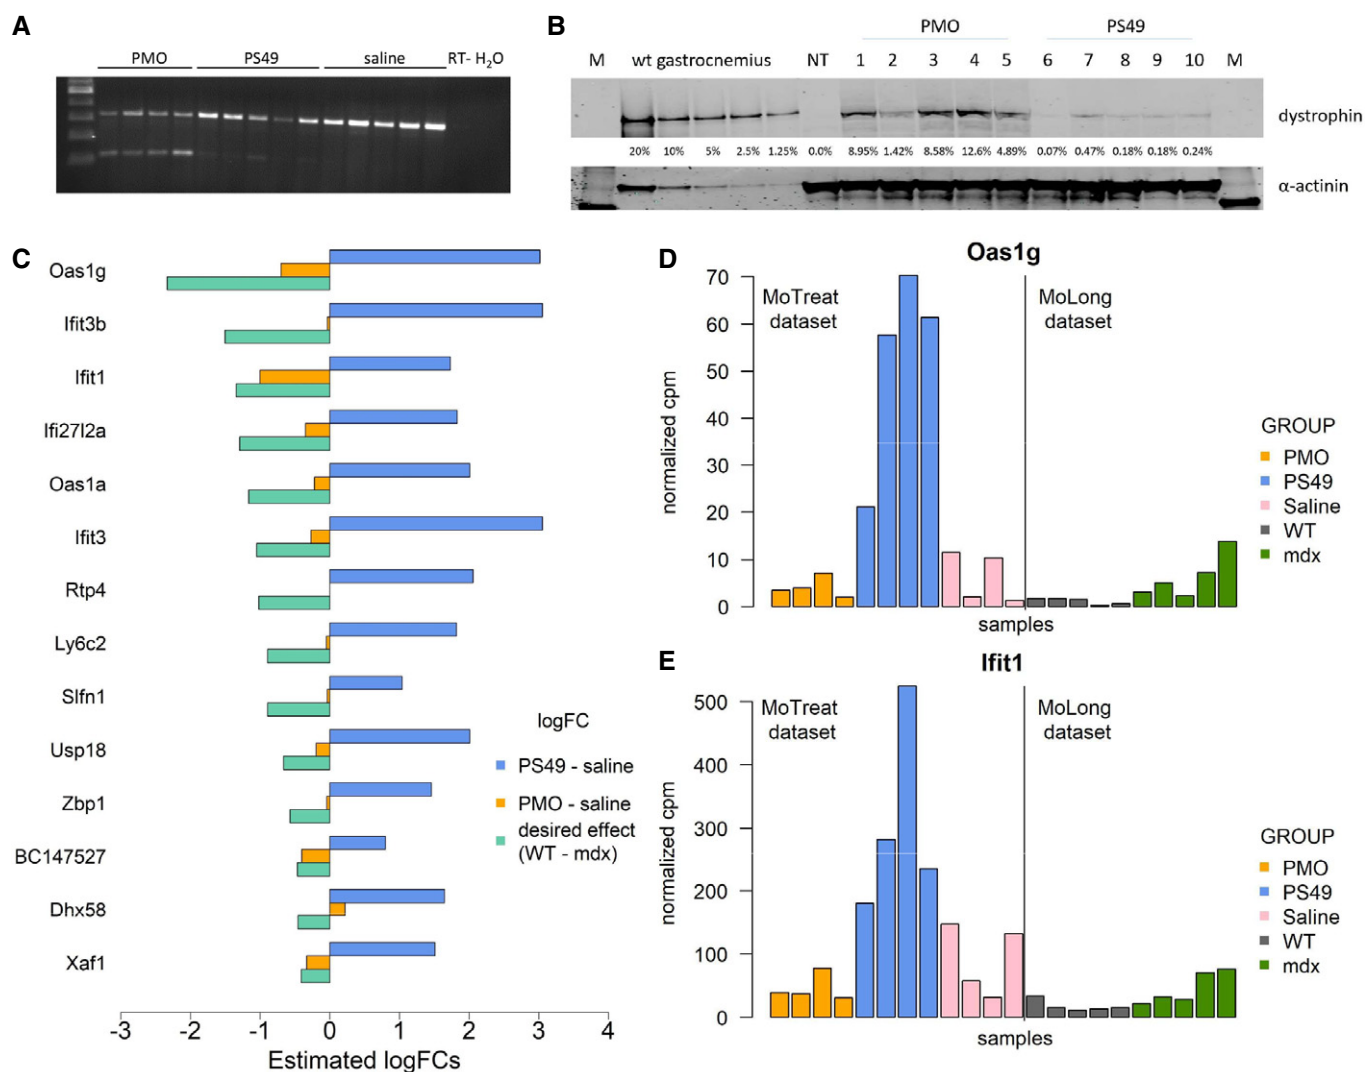 A
PMO PS49 saline RT- H₂O
B
PMO PS49
M wt gastrocnemius NT 1 2 3 4 5 6 7 8 9 10 M
dystrophin
20% 10% 5% 2.5% 1.25% 0.0% 8.95% 1.42% 8.58% 12.6% 4.89% 0.07% 0.47% 0.18% 0.18% 0.24%
α-actinin
C
Oas1g
Ifit3b
Ifit1
Ifi27l2a
Oas1a
Ifit3
Rtp4
Ly6c2
Slfn1
Usp18
Zbp1
BC147527
Dhx58
Xaf1
logFC
PS49 - saline
PMO - saline
desired effect
(WT - mdx)
-3 -2 -1 0 1 2 3 4
Estimated logFCs
D
Oas1g
MoTreat
dataset
MoLong
dataset
70
60
50
40
30
20
10
0
normalized cpm
samples
GROUP
PMO
PS49
Saline
WT
mdx
E
Ifit1
MoTreat
dataset
MoLong
dataset
500
400
300
200
100
0
normalized cpm
samples
GROUP
PMO
PS49
Saline
WT
mdx